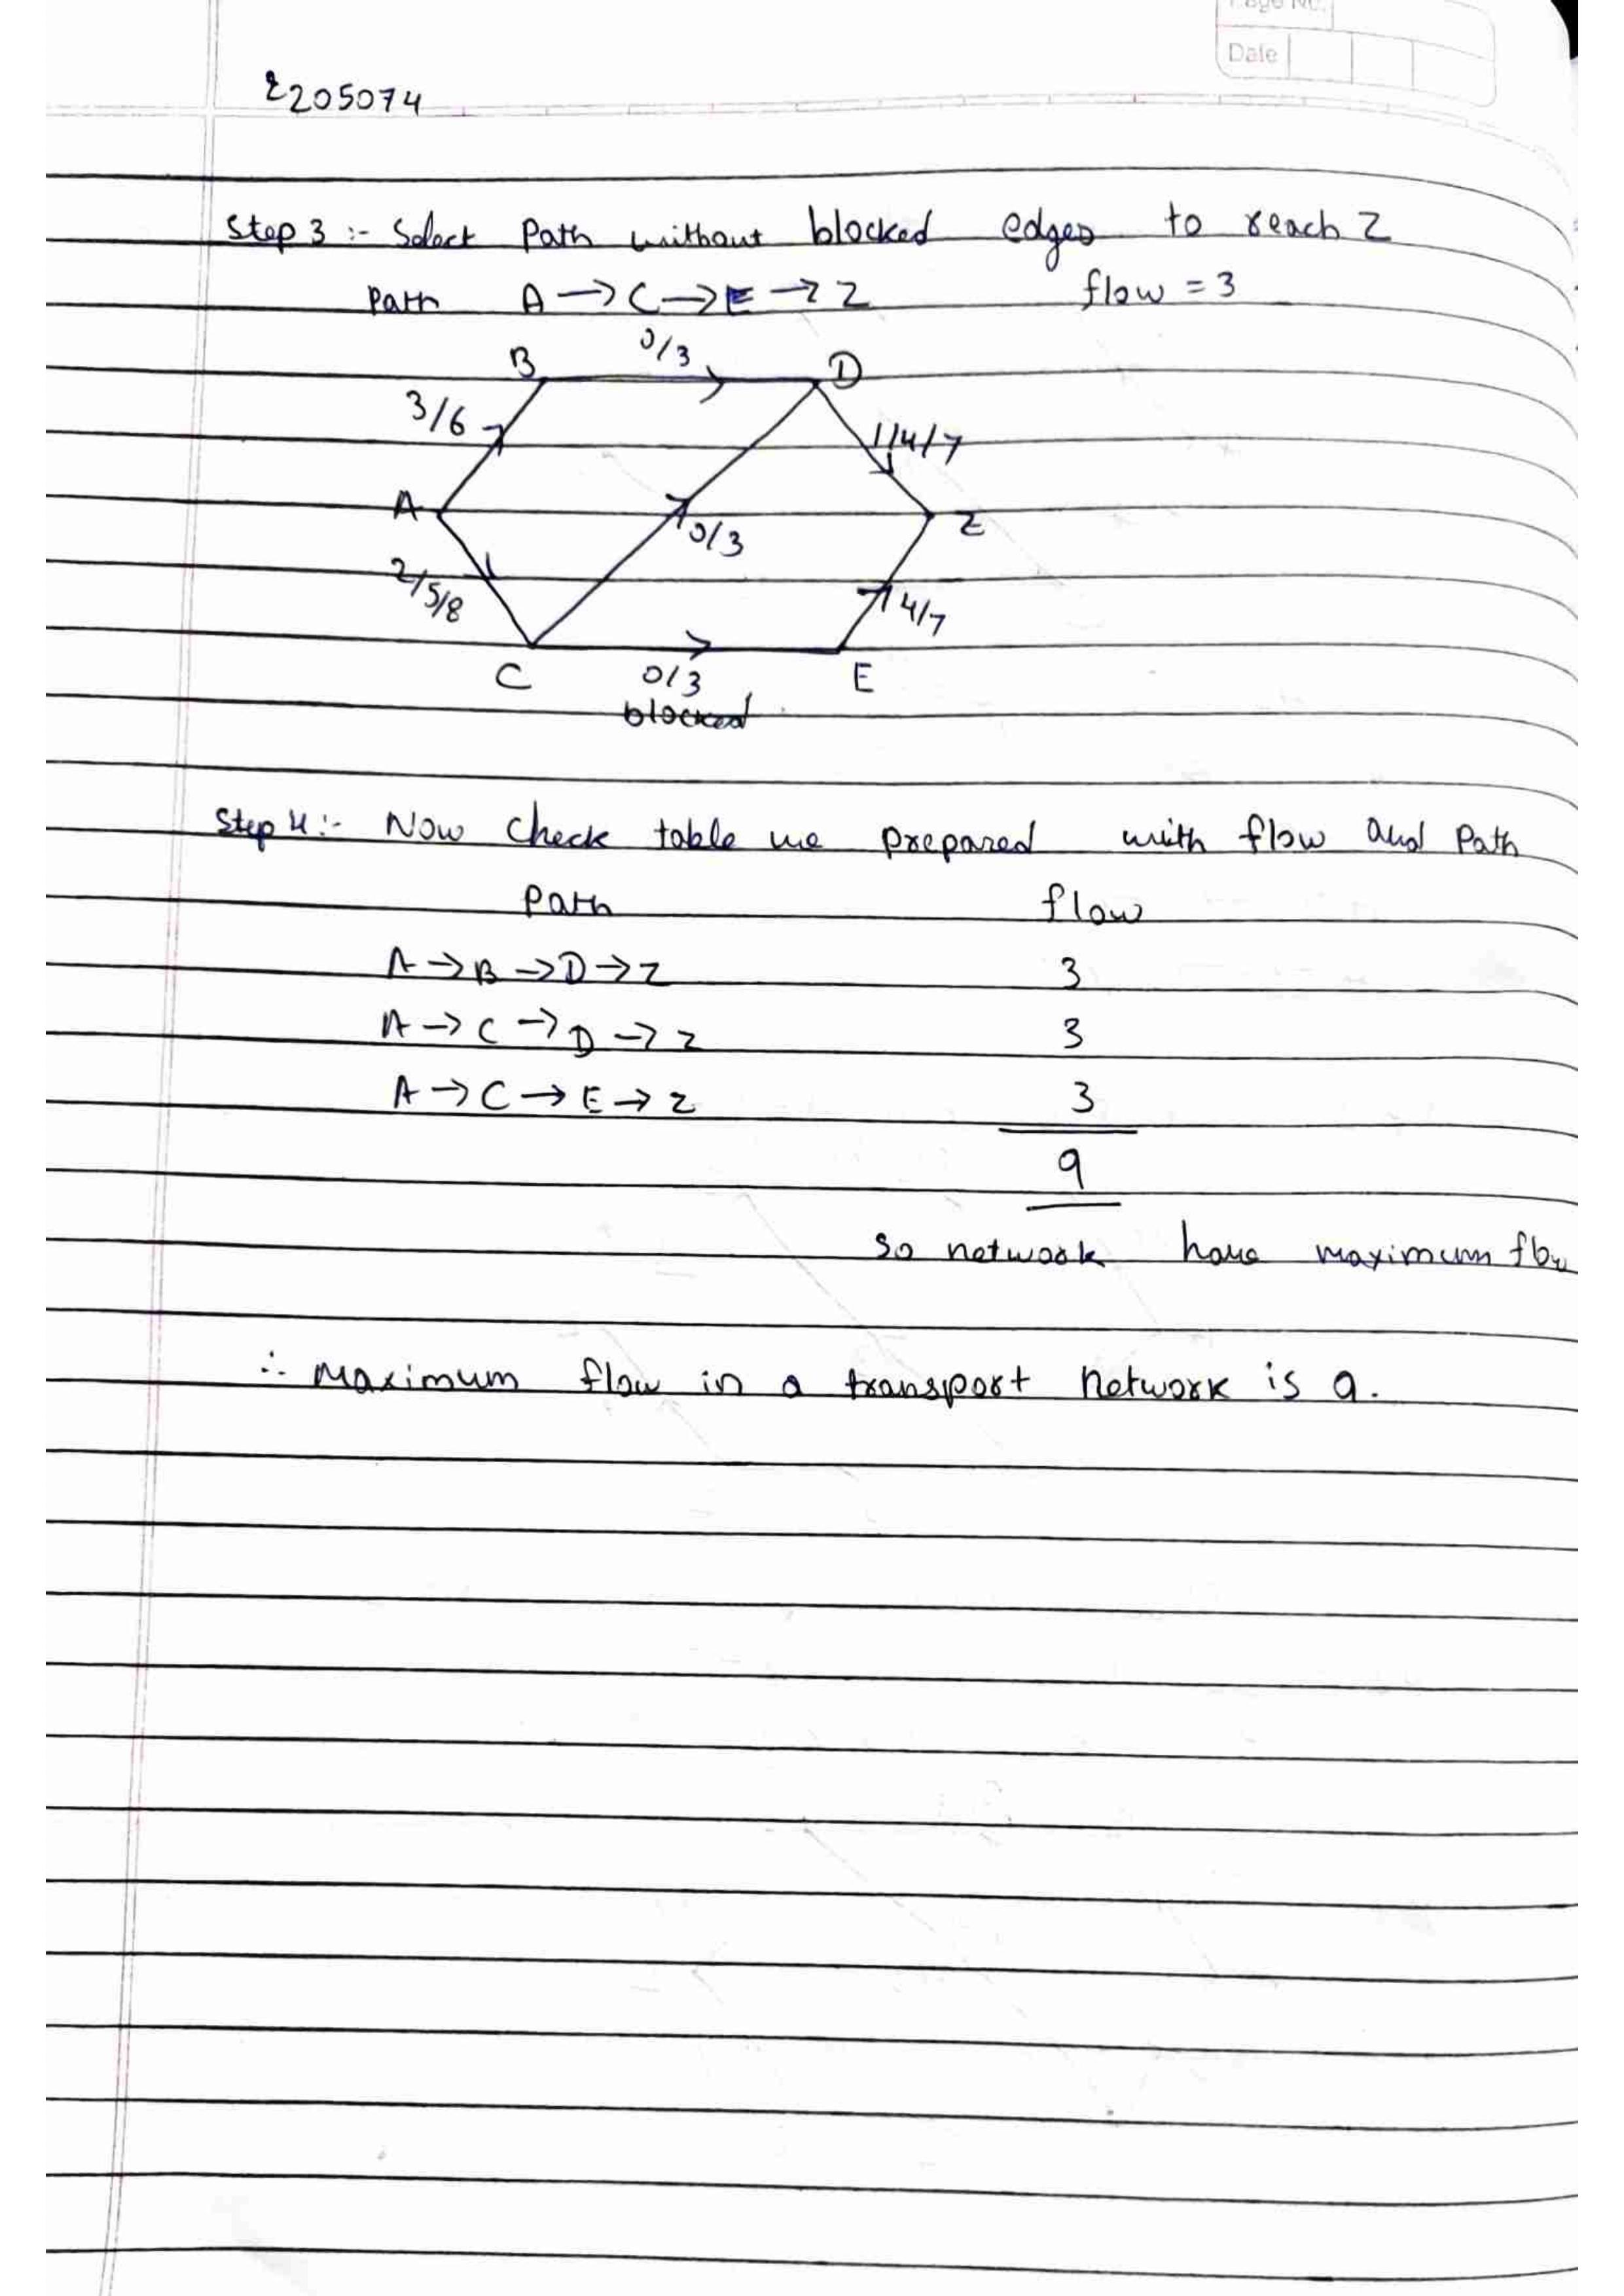 Page No.
Date
205074
Step 3 :- Select Path without blocked edges to reach Z
Path A → C → E → Z flow = 3
B 0/3 D
3/6 1/4/7
A 0/3 Z
2/5/8 4/7
C 0/3 E
blocked
Step 4 :- Now check table we prepared with flow and Path
Path flow
A → B → D → Z 3
A → C → D → Z 3
A → C → E → Z 3
9
so network have maximum flow
∴ Maximum flow in a transport network is 9.